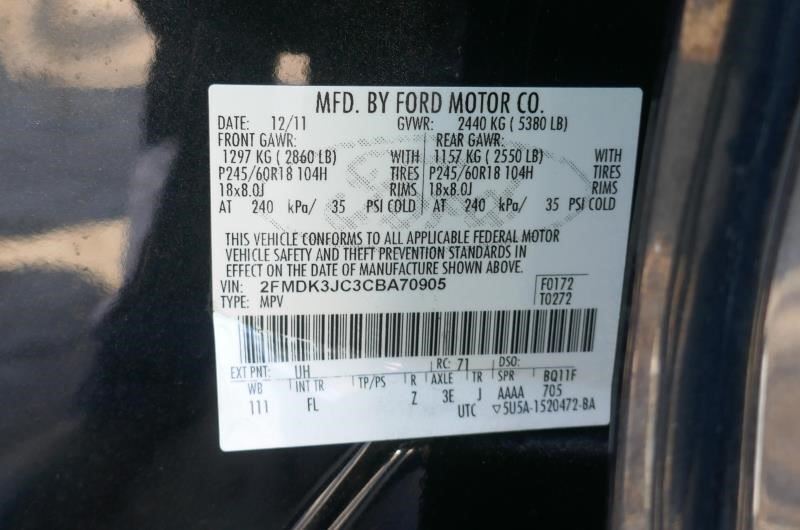 MFD. BY FORD MOTOR CO.
DATE: 12/11 GVWR: 2440 KG ( 5380 LB)
FRONT GAWR: REAR GAWR:
1297 KG ( 2860 LB) WITH 1157 KG ( 2550 LB) WITH
P245/60R18 104H TIRES P245/60R18 104H TIRES
18x8.0J RIMS 18x8.0J RIMS
AT 240 kPa/ 35 PSI COLD AT 240 kPa/ 35 PSI COLD
THIS VEHICLE CONFORMS TO ALL APPLICABLE FEDERAL MOTOR
VEHICLE SAFETY AND THEFT PREVENTION STANDARDS IN
EFFECT ON THE DATE OF MANUFACTURE SHOWN ABOVE.
VIN: 2FMDK3JC3CBA70905 F0172
TYPE: MPV T0272
EXT PNT: UH RC: 71 DSO:
WB INT TR TP/PS R AXLE TR SPR BQ11F
111 FL Z 3E J AAAA 705
UTC ▽5U5A-1520472-BA